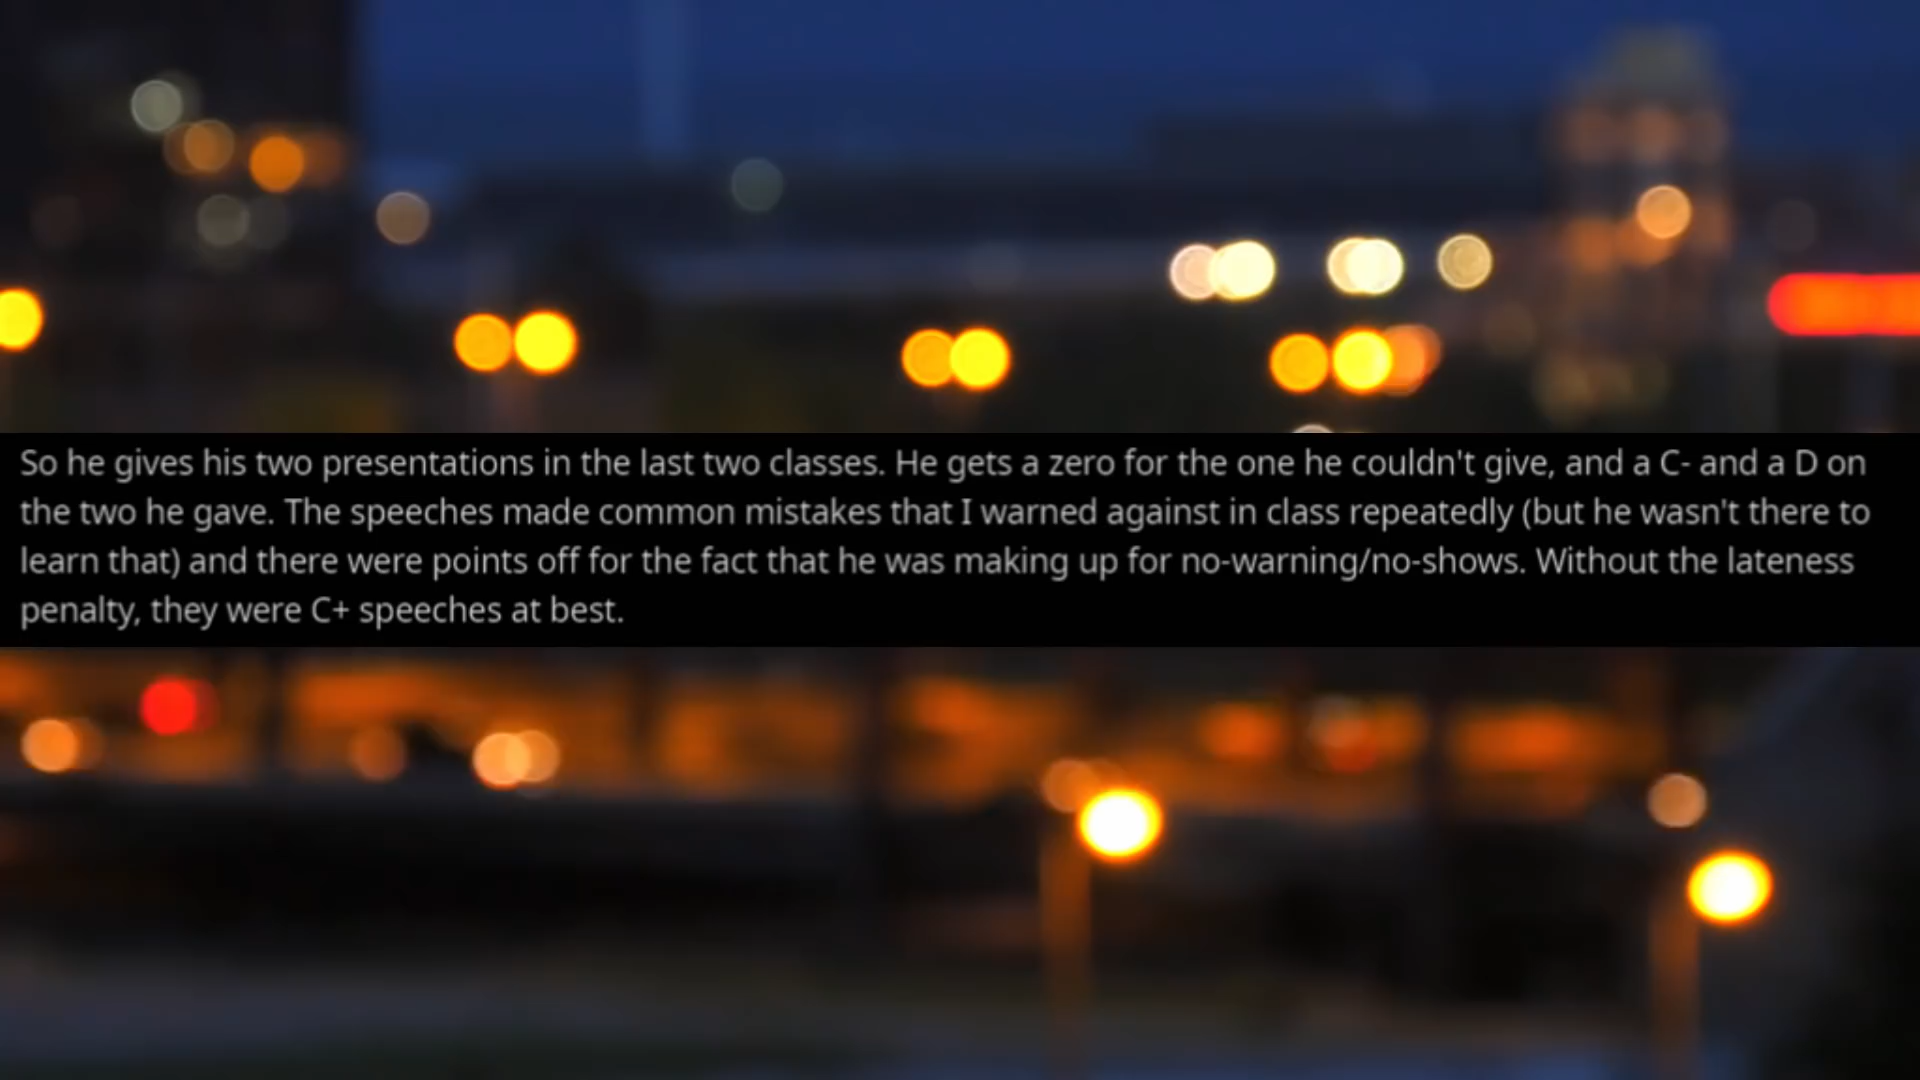 So he gives his two presentations in the last two classes. He gets a zero for the one he couldn't give, and a C- and a D on
the two he gave. The speeches made common mistakes that I warned against in class repeatedly (but he wasn't there to
learn that) and there were points off for the fact that he was making up for no-warning/no-shows. Without the lateness
penalty, they were C+ speeches at best.